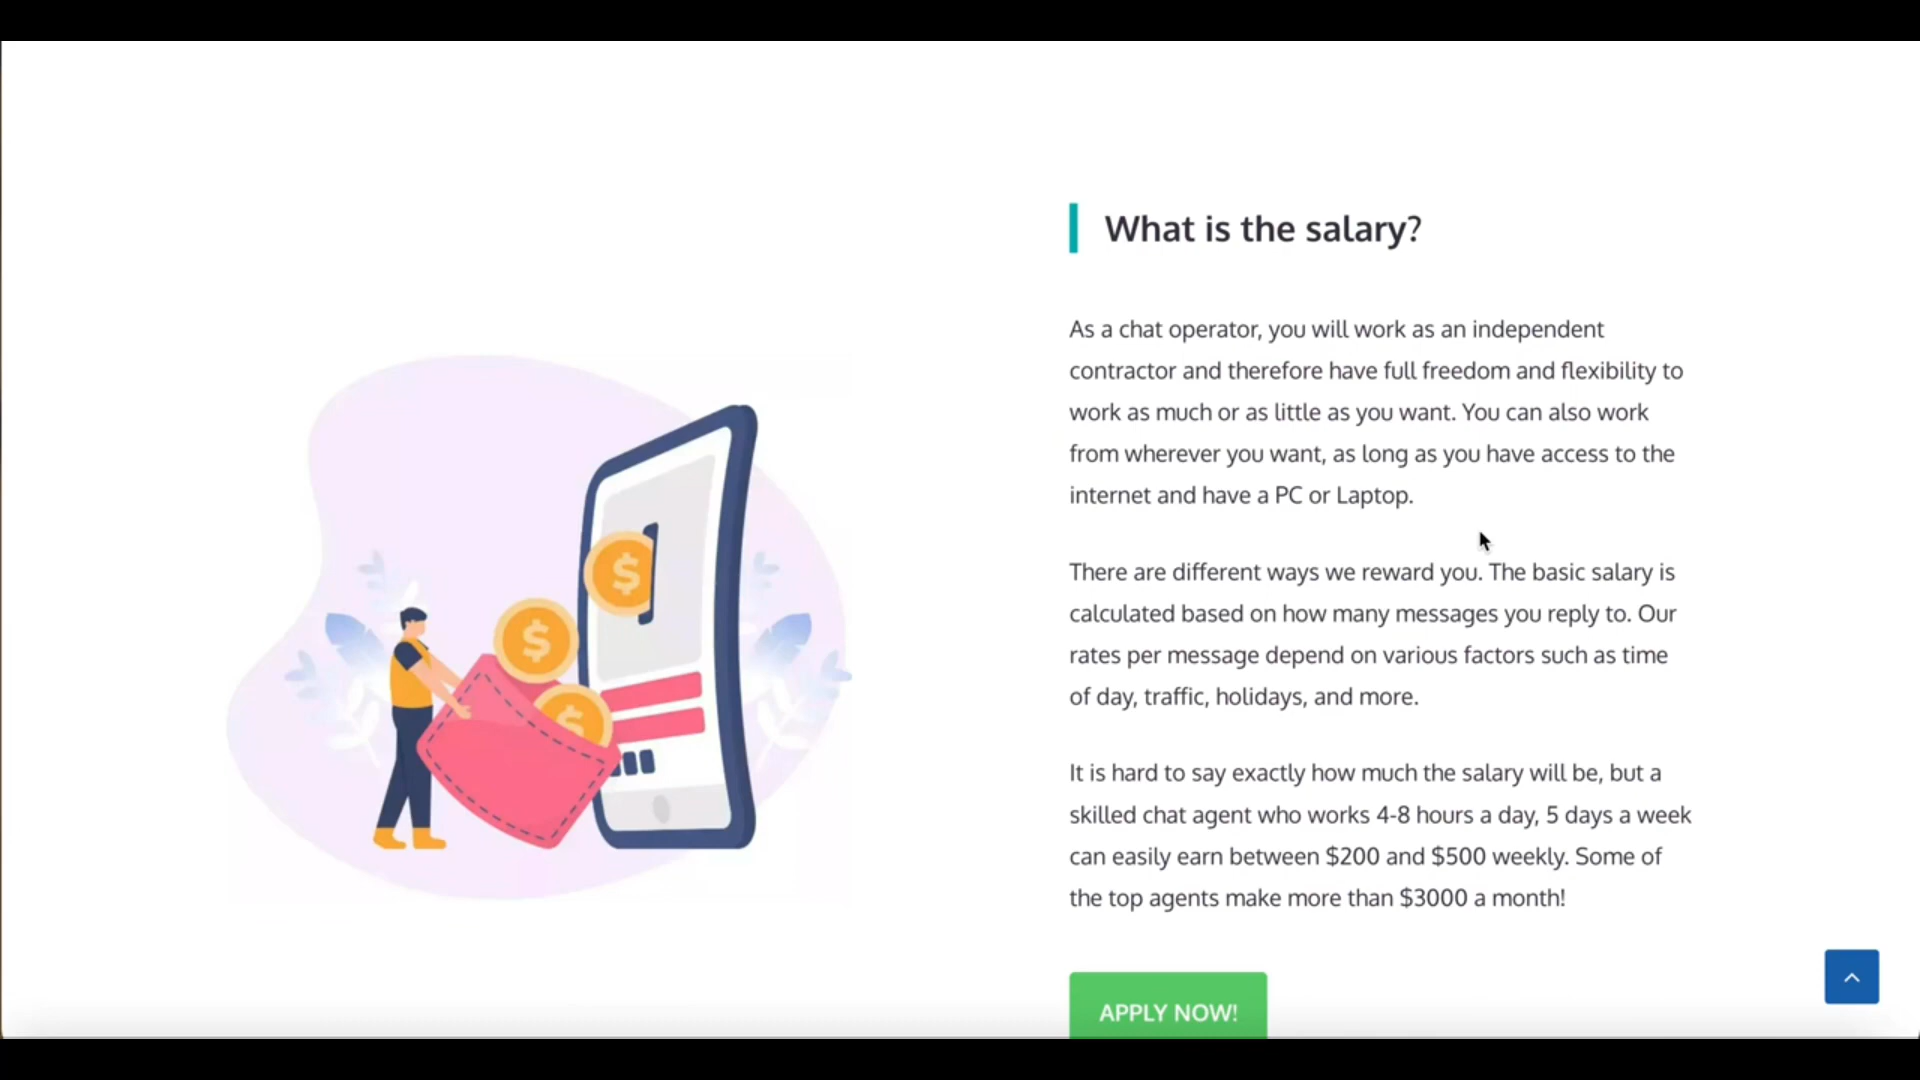 What is the salary?
As a chat operator, you will work as an independent
contractor and therefore have full freedom and flexibility to
work as much or as little as you want. You can also work
from wherever you want, as long as you have access to the
internet and have a PC or Laptop.
There are different ways we reward you. The basic salary is
calculated based on how many messages you reply to. Our
rates per message depend on various factors such as time
of day, traffic, holidays, and more.
It is hard to say exactly how much the salary will be, but a
skilled chat agent who works 4-8 hours a day, 5 days a week
can easily earn between $200 and $500 weekly. Some of
the top agents make more than $3000 a month!
APPLY NOW!
$
$
$